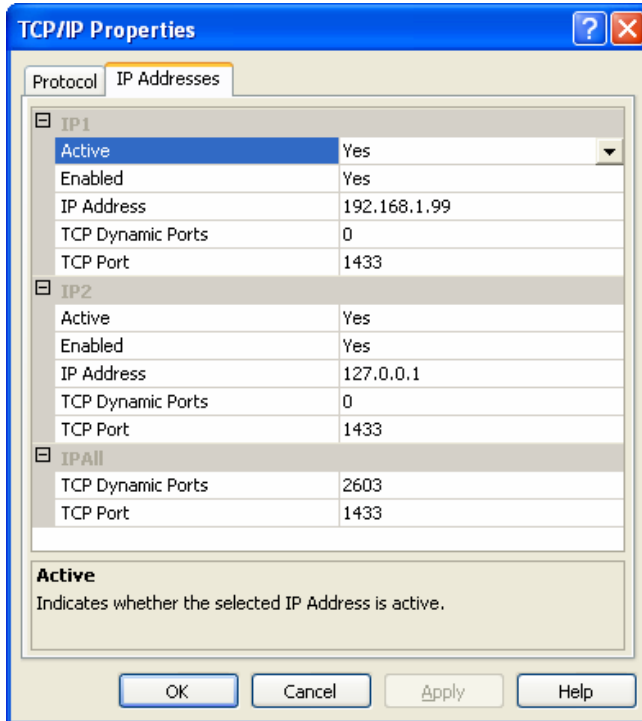 TCP/IP Properties
Protocol IP Addresses
IP1
Active Yes
Enabled Yes
IP Address 192.168.1.99
TCP Dynamic Ports 0
TCP Port 1433
IP2
Active Yes
Enabled Yes
IP Address 127.0.0.1
TCP Dynamic Ports 0
TCP Port 1433
IPAll
TCP Dynamic Ports 2603
TCP Port 1433
Active
Indicates whether the selected IP Address is active.
OK Cancel Apply Help